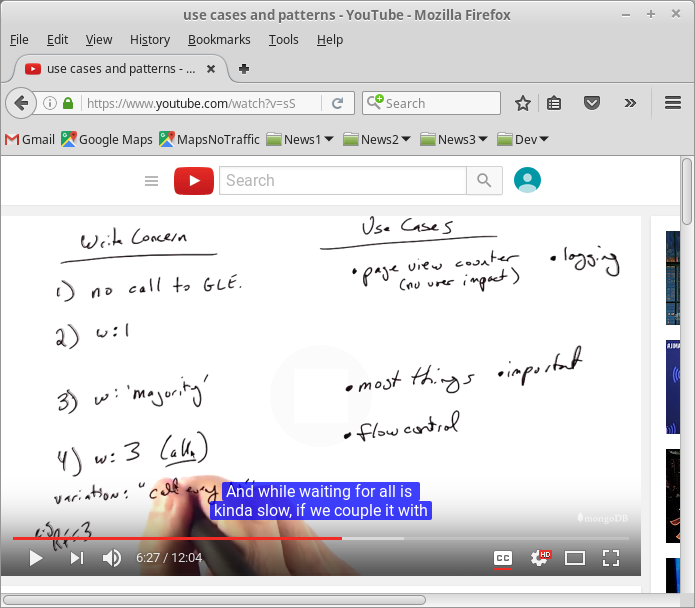 use cases and patterns - YouTube - Mozilla Firefox
File Edit View History Bookmarks Tools Help
use cases and patterns - ...
https://www.youtube.com/watch?v=sS
Search
Gmail Google Maps MapsNoTraffic News1 News2 News3 Dev
Search
Write Concern
Use Cases
• page view counter
(no user impact)
• logging
1) no call to GLE.
2) w:1
3) w: 'majority'
• most things • important
• flow control
4) w: 3 (all)
variation: "call every
And while waiting for all is
kinda slow, if we couple it with
RF=3
mongoDB
6:27 / 12:04
CC
HD